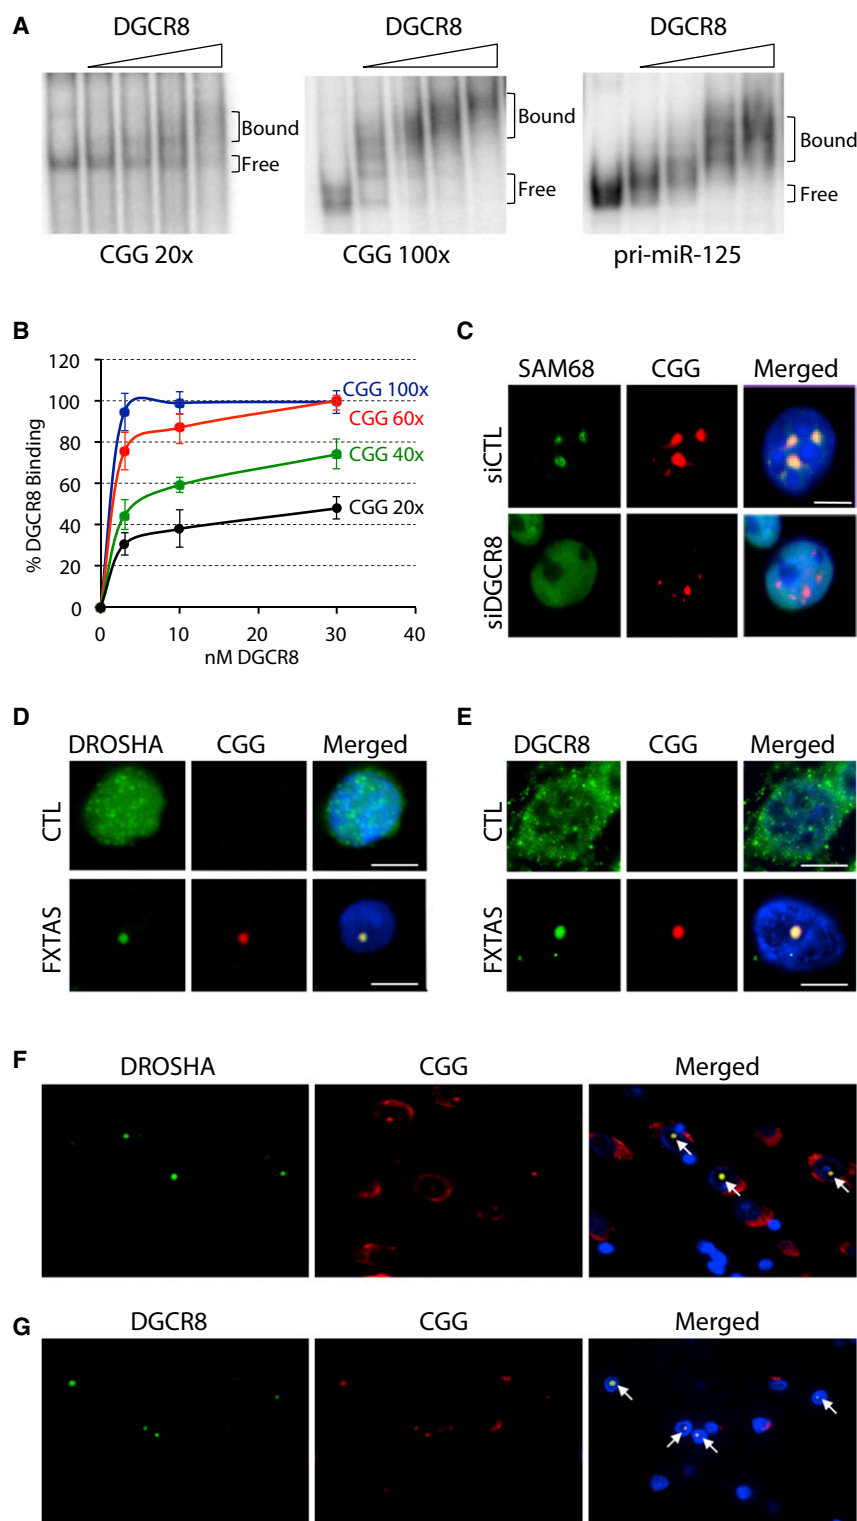 A
DGCR8 DGCR8 DGCR8
Bound
Free
Bound
Free
Bound
Free
CGG 20x CGG 100x pri-miR-125
B
% DGCR8 Binding
120
100
80
60
40
20
0
0 10 20 30 40
nM DGCR8
CGG 100x
CGG 60x
CGG 40x
CGG 20x
C
SAM68 CGG Merged
siCTL
siDGCR8
D
DROSHA CGG Merged
CTL
FXTAS
E
DGCR8 CGG Merged
CTL
FXTAS
F
DROSHA CGG Merged
G
DGCR8 CGG Merged